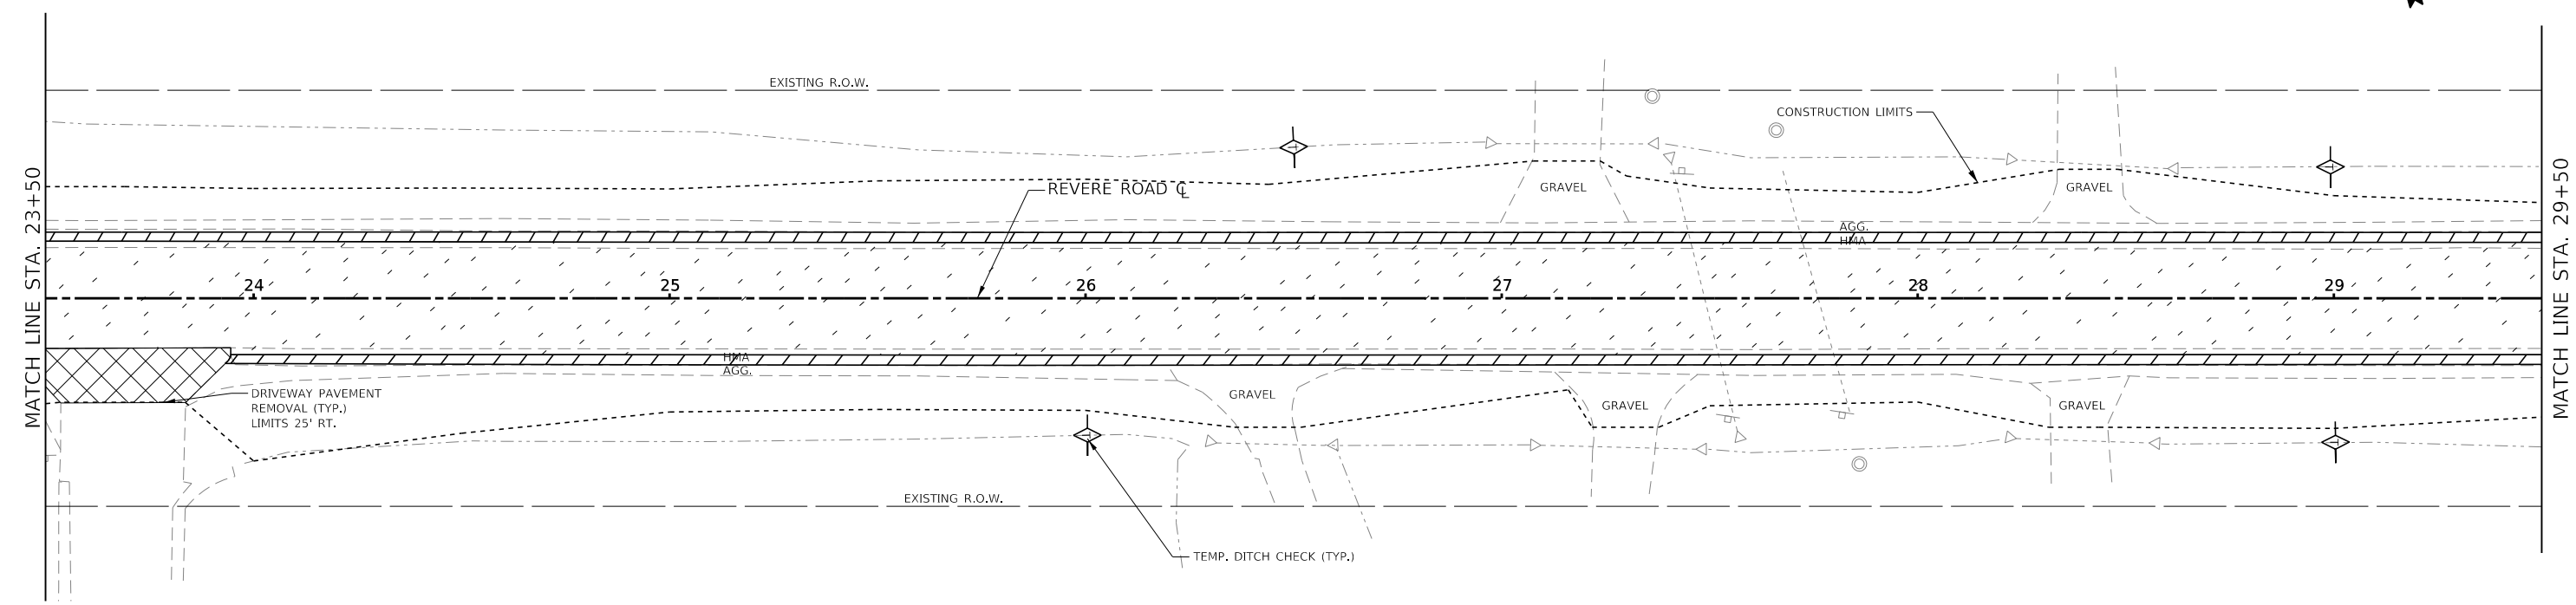 EXISTING R.O.W.
CONSTRUCTION LIMITS
REVERE ROAD ℄
GRAVEL
GRAVEL
AGG.
HMA
MATCH LINE STA. 23+50
MATCH LINE STA. 29+50
24
25
26
27
28
29
HMA
AGG.
DRIVEWAY PAVEMENT
REMOVAL (TYP.)
LIMITS 25' RT.
GRAVEL
GRAVEL
GRAVEL
EXISTING R.O.W.
TEMP. DITCH CHECK (TYP.)